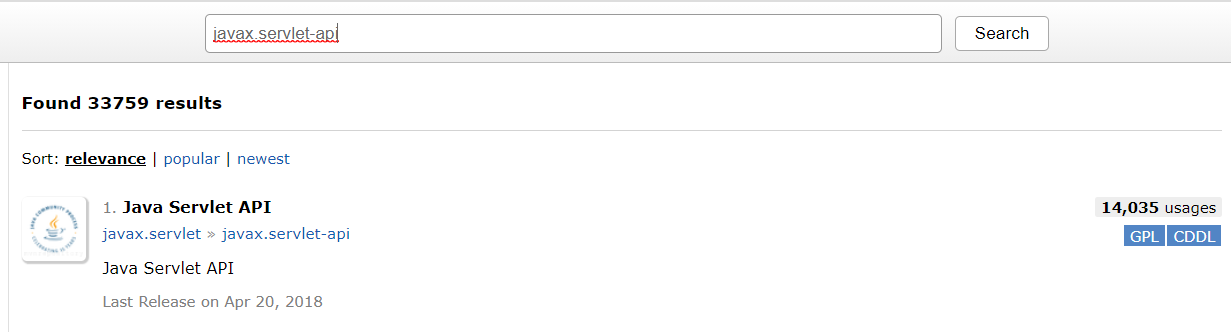 javax.servlet-api
Search
Found 33759 results
Sort: relevance | popular | newest
1. Java Servlet API
14,035 usages
javax.servlet » javax.servlet-api
GPL CDDL
Java Servlet API
Last Release on Apr 20, 2018